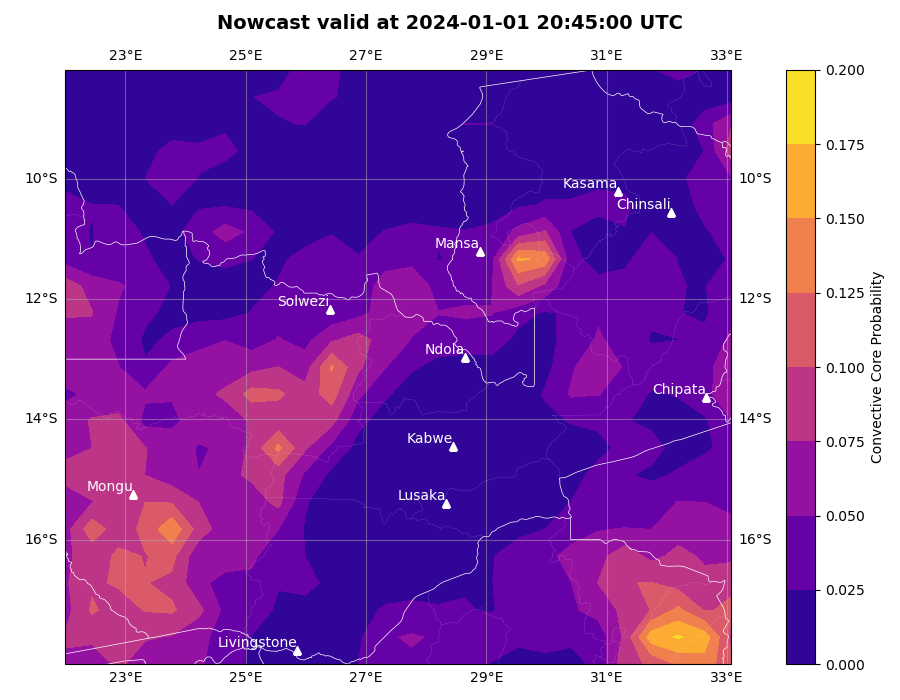 Nowcast valid at 2024-01-01 20:45:00 UTC
23°E 25°E 27°E 29°E 31°E 33°E
0.200
0.175
0.150
0.125
0.100
0.075
0.050
0.025
0.000
Convective Core Probability
10°S 10°S
12°S 12°S
14°S 14°S
16°S 16°S
Kasama
Chinsali
Mansa
Solwezi
Ndola
Chipata
Kabwe
Mongu
Lusaka
Livingstone
23°E 25°E 27°E 29°E 31°E 33°E